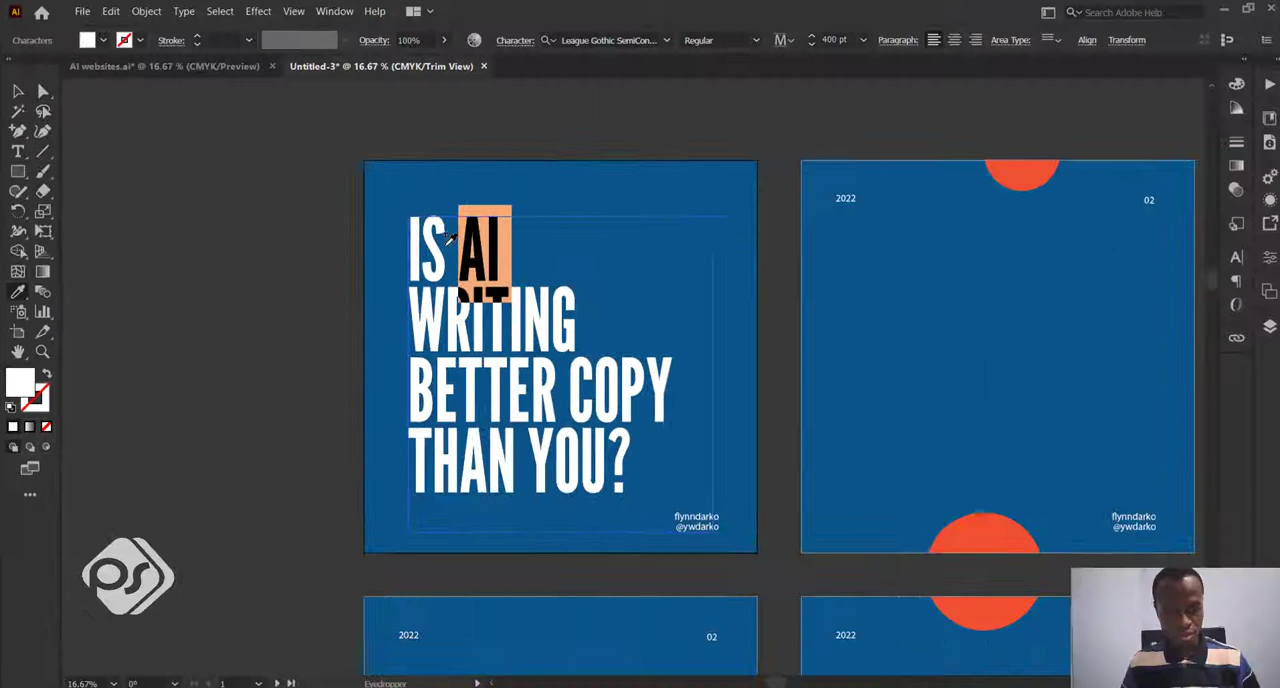 Ai File Edit Object Type Select Effect View Window Help Search Adobe Help
Characters Stroke: Opacity: 100% Character: League Gothic SemiCon... Regular 400 pt Paragraph: Area Type: Align Transform
AI websites.ai* @ 16.67 % (CMYK/Preview) × Untitled-3* @ 16.67 % (CMYK/Trim View) ×
IS AI
WRITING
BETTER COPY
THAN YOU?
flynndarko
@ywdarko
2022 02
flynndarko
@ywdarko
2022 02
2022
ps
16.67% 0° 1 Eyedropper